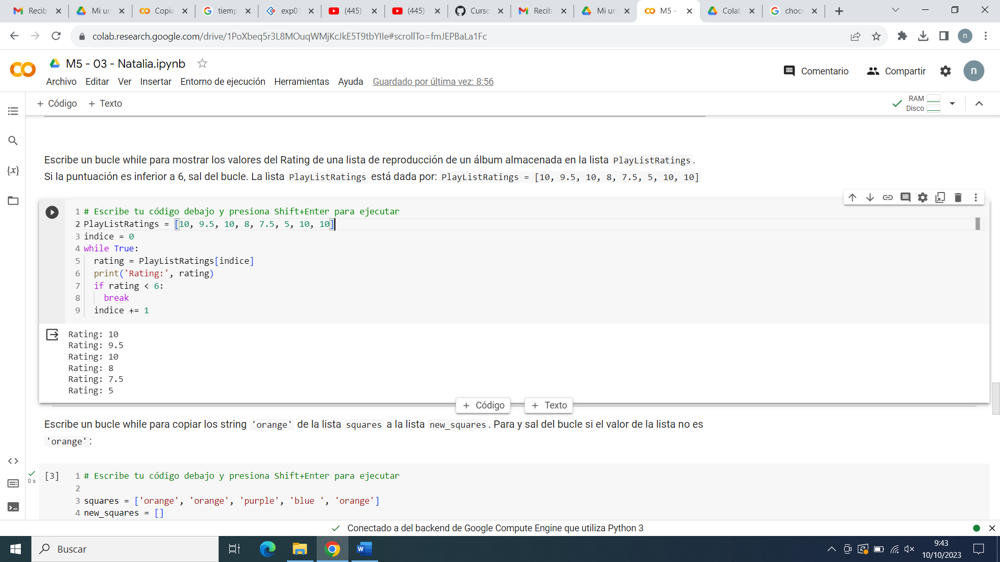 Recib
Mi un
Copia
tiemp
exp01
(445)
(445)
Curso
Recib
Mi un
M5 -
Colab
choco
colab.research.google.com/drive/1PoXbeq5r3L8MOuqWMjKcJkE5T9tbYIIe#scrollTo=fmJEPBaLa1Fc
n
M5 - 03 - Natalia.ipynb
Comentario
Compartir
n
Archivo Editar Ver Insertar Entorno de ejecución Herramientas Ayuda Guardado por última vez: 8:56
+ Código + Texto
RAM
Disco
Escribe un bucle while para mostrar los valores del Rating de una lista de reproducción de un álbum almacenada en la lista PlayListRatings.
Si la puntuación es inferior a 6, sal del bucle. La lista PlayListRatings está dada por: PlayListRatings = [10, 9.5, 10, 8, 7.5, 5, 10, 10]
1 # Escribe tu código debajo y presiona Shift+Enter para ejecutar
2 PlayListRatings = [10, 9.5, 10, 8, 7.5, 5, 10, 10]
3 indice = 0
4 while True:
5   rating = PlayListRatings[indice]
6   print('Rating:', rating)
7   if rating < 6:
8     break
9   indice += 1
Rating: 10
Rating: 9.5
Rating: 10
Rating: 8
Rating: 7.5
Rating: 5
+ Código + Texto
Escribe un bucle while para copiar los string 'orange' de la lista squares a la lista new_squares. Para y sal del bucle si el valor de la lista no es
'orange':
0 s
[3]
1 # Escribe tu código debajo y presiona Shift+Enter para ejecutar
2
3 squares = ['orange', 'orange', 'purple', 'blue ', 'orange']
4 new_squares = []
Conectado a del backend de Google Compute Engine que utiliza Python 3
Buscar
9:43
10/10/2023